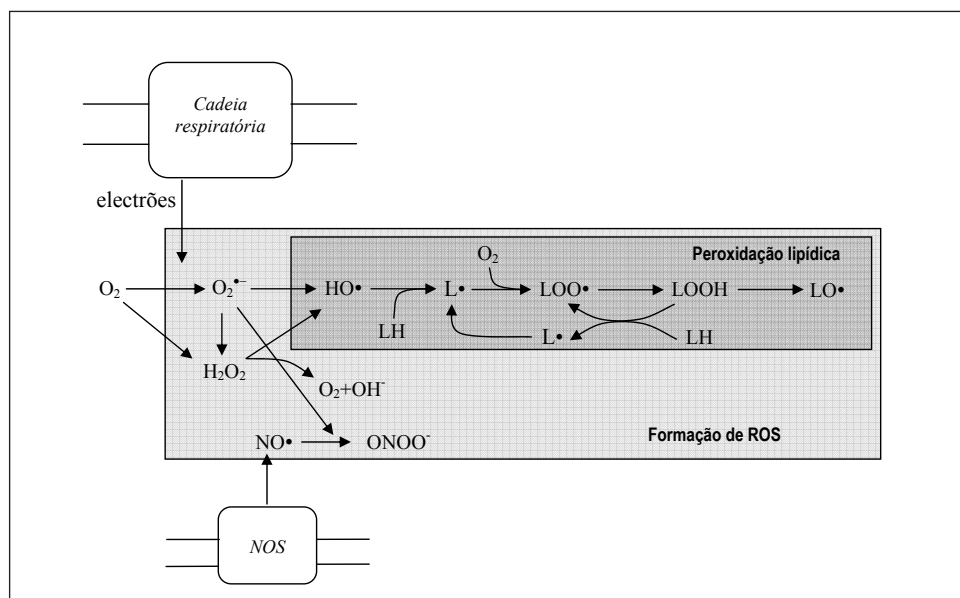 Cadeia
respiratória
electrões
Peroxidação lipídica
O₂
O₂ O₂•– HO• L• LOO• LOOH LO•
LH L• LH
H₂O₂
O₂+OH-
Formação de ROS
NO• ONOO-
NOS